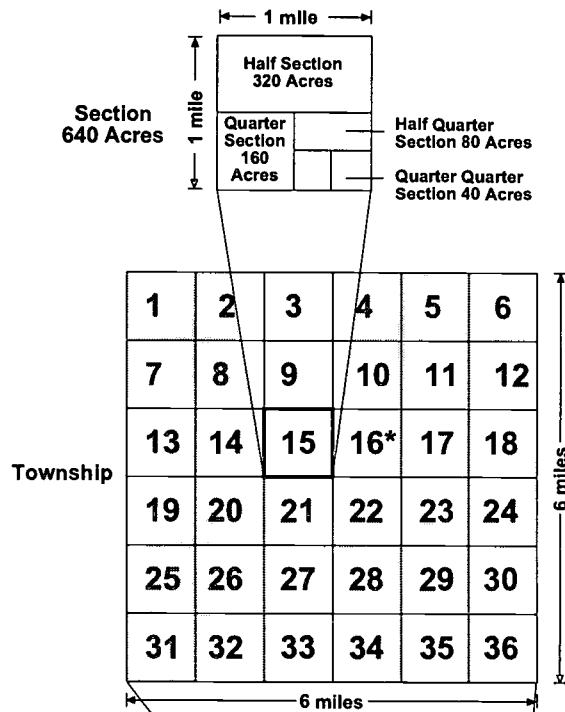 1 mile
Half Section
320 Acres
1 mile
Section
640 Acres
Quarter
Section
160
Acres
Half Quarter
Section 80 Acres
Quarter Quarter
Section 40 Acres
1 2 3 4 5 6
7 8 9 10 11 12
13 14 15 16* 17 18
Township
6 miles
19 20 21 22 23 24
25 26 27 28 29 30
31 32 33 34 35 36
6 miles